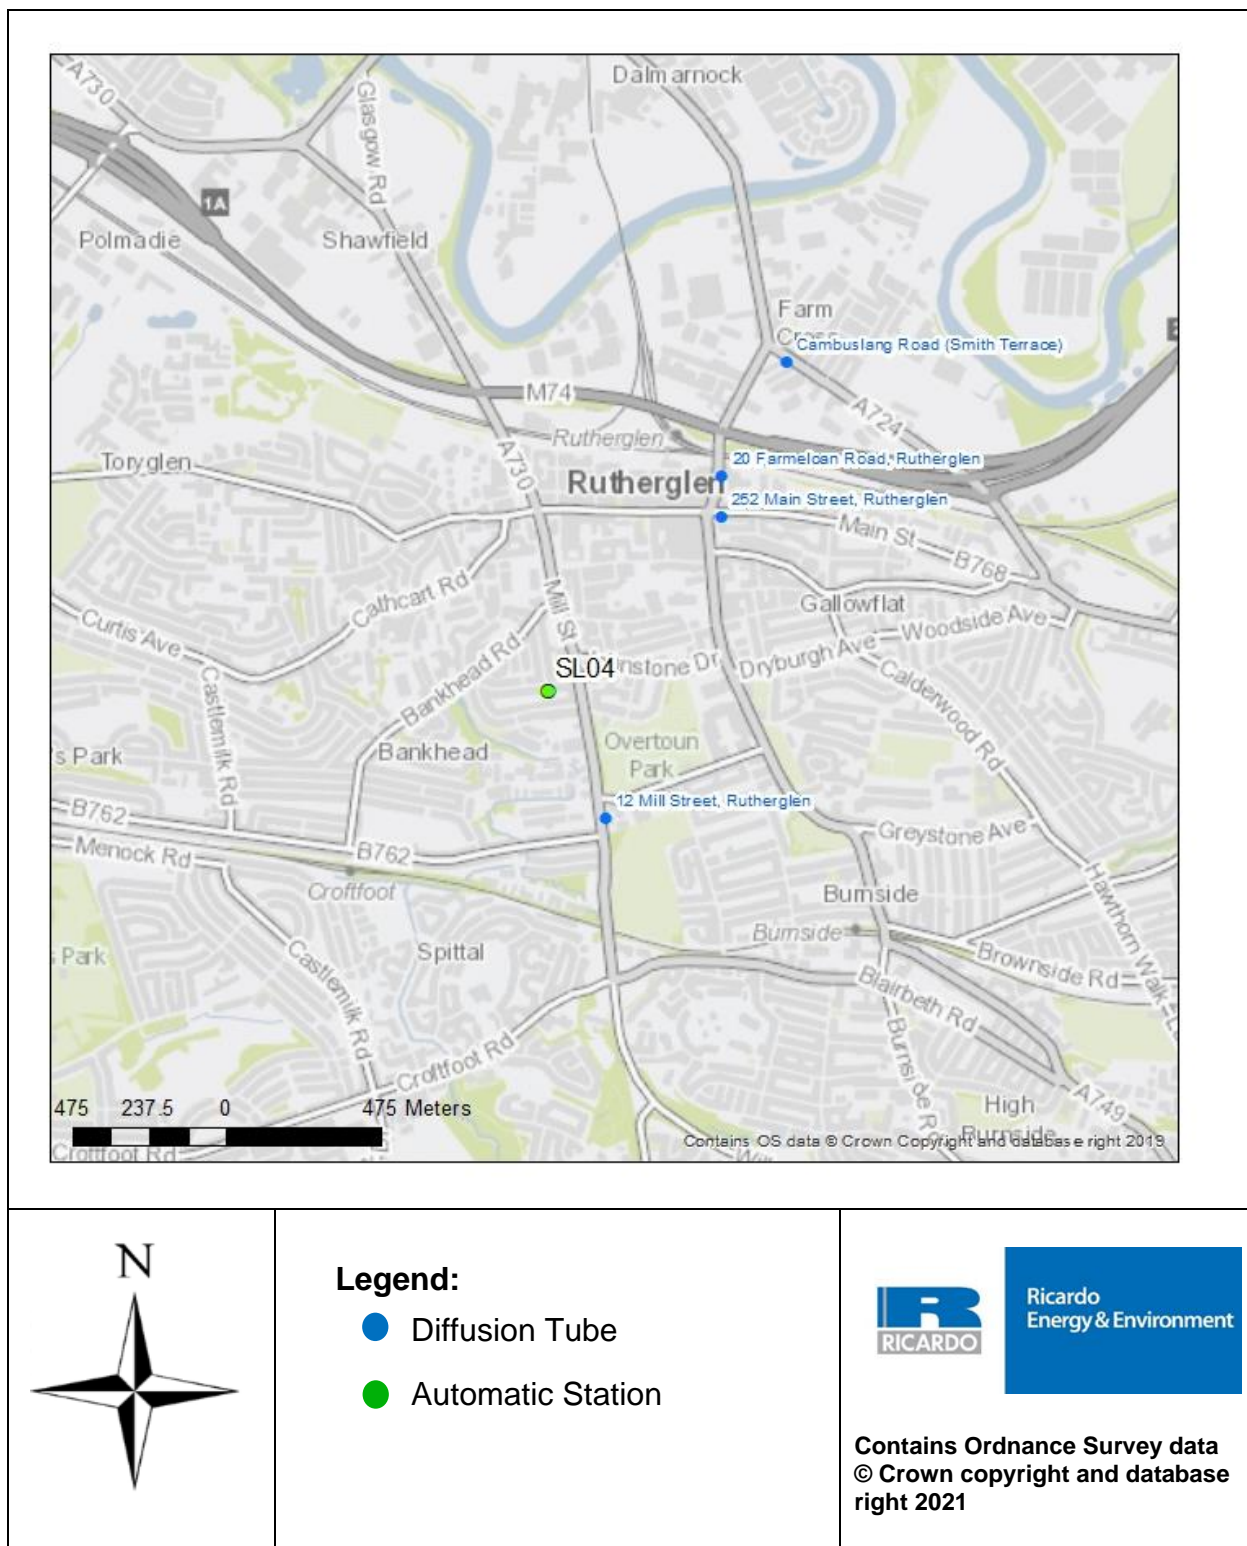 Dalmarnock
A730
Glasgow Rd
1A
Polmadie
Shawfield
Farm
Cambuslang Road (Smith Terrace)
M74
A724
Rutherglen
A730
Toryglen
20 Farmeloan Road, Rutherglen
Rutherglen
252 Main Street, Rutherglen
Main St
B768
Mill St
Cathcart Rd
Gallowflat
Curtis Ave
Woodside Ave
Bankhead Rd
SL04
Dryburgh Ave
Castlemilk Rd
Calderwood Rd
's Park
Bankhead
Overtoun
Park
B762
12 Mill Street, Rutherglen
Greystone Ave
Menock Rd
B762
Croftfoot
Burnside
Hawthorn Walk
Burnside
s Park
Spittal
Brownside Rd
Castlemilk Rd
Blairbeth Rd
Croftfoot Rd
Burnside Rd
A749
High
Burnside
475 237.5 0 475 Meters
Contains OS data © Crown Copyright and database right 2019
Croftfoot Rd
N
Legend:
Diffusion Tube
Automatic Station
R
RICARDO
Ricardo
Energy & Environment
Contains Ordnance Survey data
© Crown copyright and database
right 2021